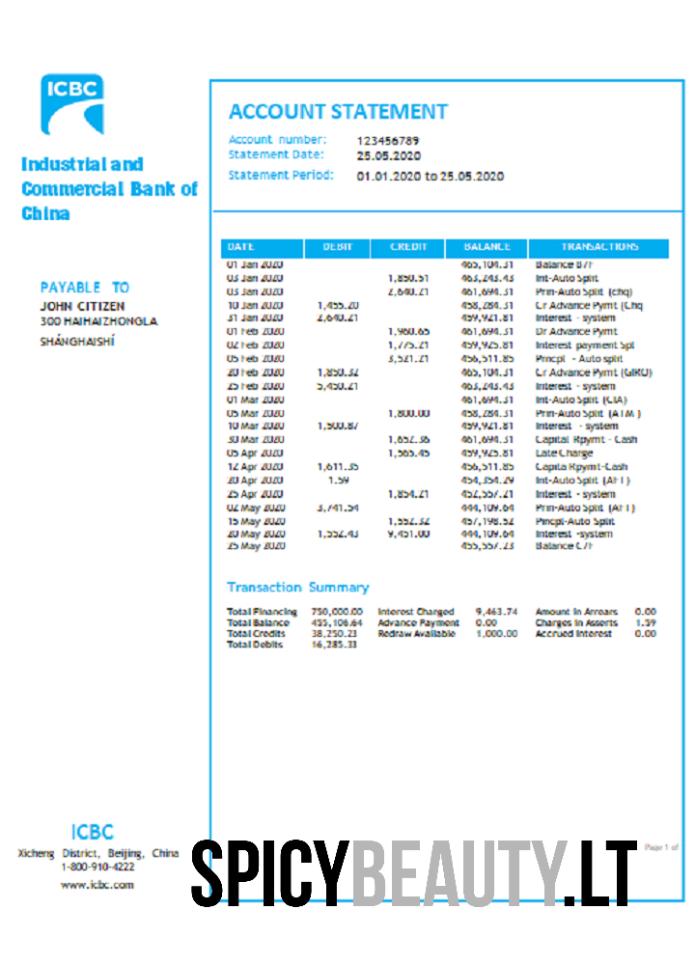 ICBC
Industrial and
Commercial Bank of
China
PAYABLE TO
JOHN CITIZEN
300 HAIHAIZHONGLA
SHÁNGHAISHÍ
ACCOUNT STATEMENT
Account number: 123456789
Statement Date: 25.05.2020
Statement Period: 01.01.2020 to 25.05.2020
DATE DEBIT CREDIT BALANCE TRANSACTIONS
01 Jan 2020 465,104.31 Balance B/F
03 Jan 2020 1,850.51 463,243.43 Int-Auto Split
03 Jan 2020 2,640.21 461,694.31 Prin-Auto Split (chq)
10 Jan 2020 1,455.20 458,284.31 Cr Advance Pymt (Chq
31 Jan 2020 2,640.21 459,921.81 Interest - system
01 Feb 2020 1,960.65 461,694.31 Dr Advance Pymt
02 Feb 2020 1,775.21 459,925.81 Interest payment Spl
05 Feb 2020 3,521.21 456,511.85 Prncpl - Auto split
20 Feb 2020 1,850.32 465,104.31 Cr Advance Pymt (GIRO)
25 Feb 2020 5,450.21 463,243.43 Interest - system
01 Mar 2020 461,694.31 Int-Auto Split (CIA)
05 Mar 2020 1,800.00 458,284.31 Prin-Auto Split (ATM )
10 Mar 2020 1,500.87 459,921.81 Interest - system
30 Mar 2020 1,652.36 461,694.31 Capital Rpymt - Cash
05 Apr 2020 1,565.45 459,925.81 Late Charge
12 Apr 2020 1,611.35 456,511.85 Capita Rpymt-Cash
20 Apr 2020 1.59 454,354.29 Int-Auto Split (AFT)
25 Apr 2020 1,854.21 452,557.21 Interest - system
02 May 2020 3,741.54 444,109.64 Prin-Auto Split (AFT)
15 May 2020 1,552.32 457,198.52 Pincpl-Auto Split
20 May 2020 1,552.43 9,451.00 444,109.64 Interest -system
25 May 2020 455,557.23 Balance C/F
Transaction Summary
Total Financing 750,000.00 Interest Charged 9,463.74 Amount in Arrears 0.00
Total Balance 455,106.64 Advance Payment 0.00 Charges in Asserts 1.59
Total Credits 38,250.23 Redraw Available 1,000.00 Accrued Interest 0.00
Total Debits 16,285.33
ICBC
Xicheng District, Beijing, China
1-800-910-4222
www.icbc.com
Page 1 of
SPICYBEAUTY.LT